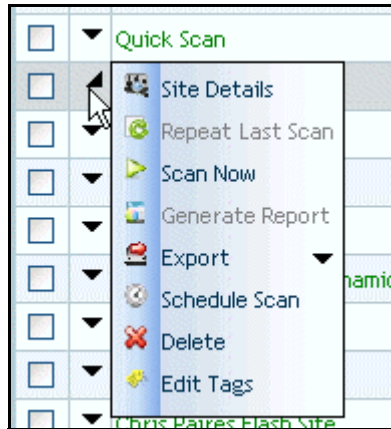 Quick Scan
Site Details
Repeat Last Scan
Scan Now
Generate Report
Export
Schedule Scan
Delete
Edit Tags
Chris Paires Flash Site